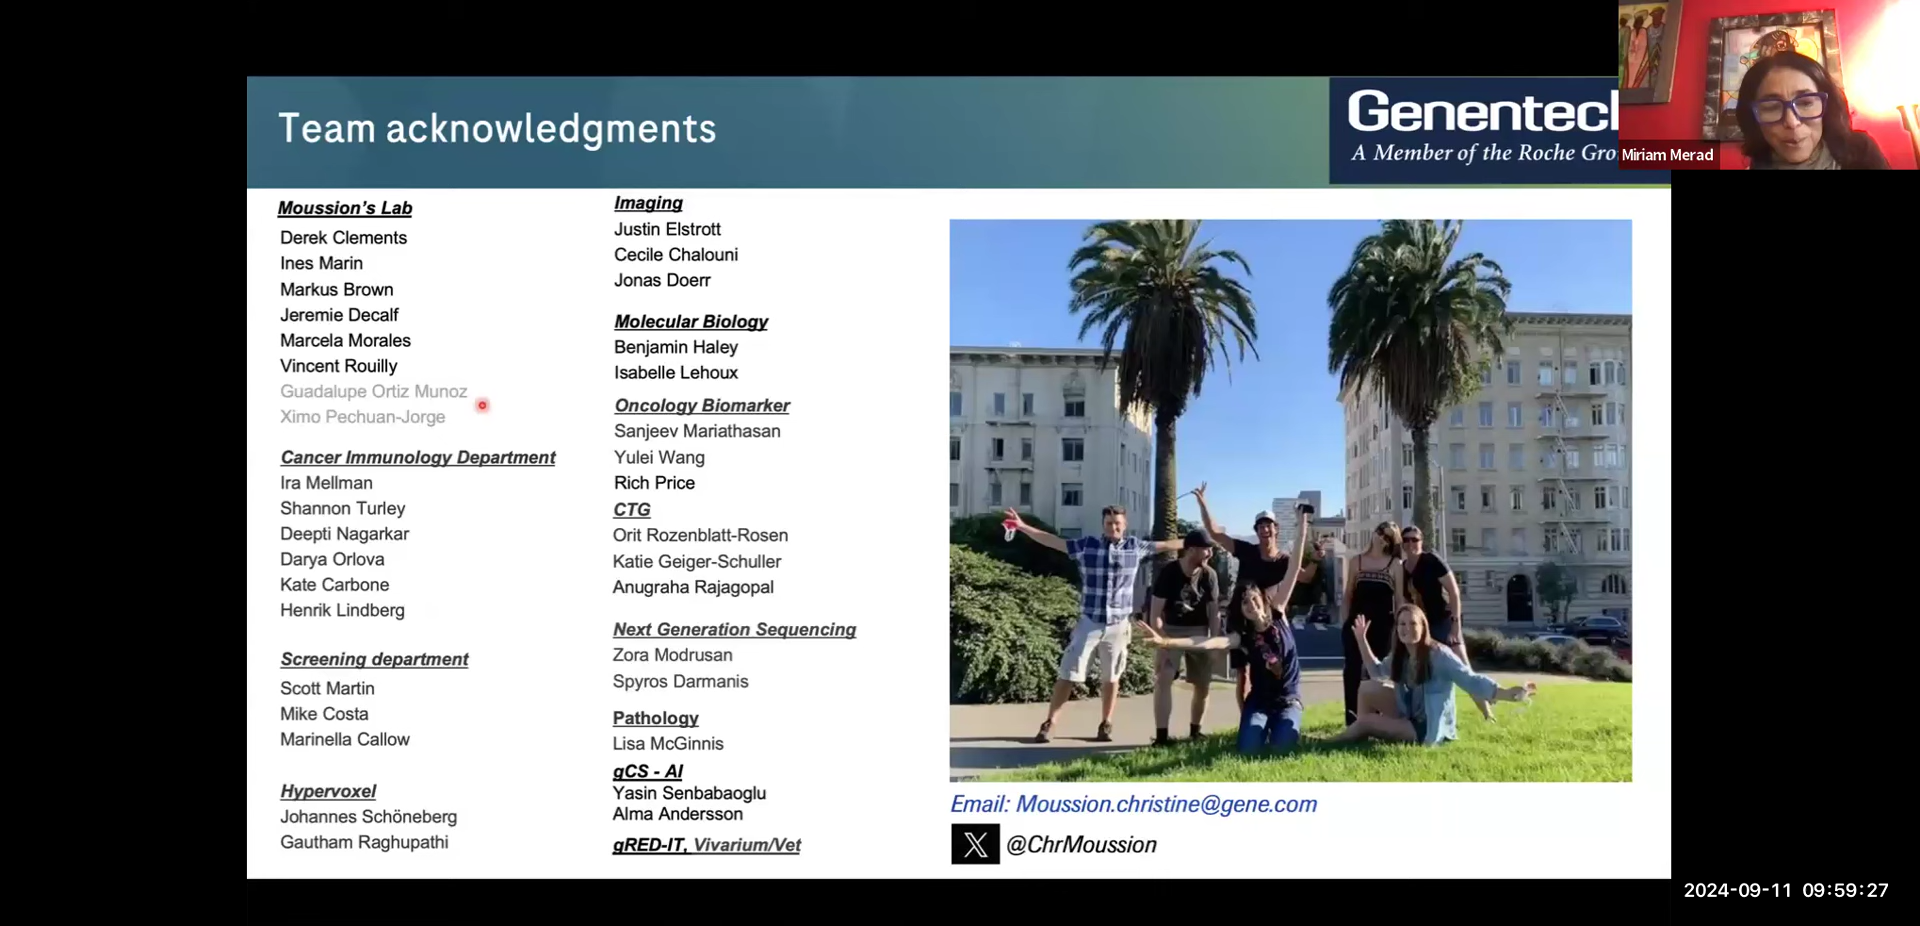 Team acknowledgments
Genentec
A Member of the Roche Gro
Miriam Merad
Moussion's Lab
Derek Clements
Ines Marin
Markus Brown
Jeremie Decalf
Marcela Morales
Vincent Rouilly
Guadalupe Ortiz Munoz
Ximo Pechuan-Jorge
Cancer Immunology Department
Ira Mellman
Shannon Turley
Deepti Nagarkar
Darya Orlova
Kate Carbone
Henrik Lindberg
Screening department
Scott Martin
Mike Costa
Marinella Callow
Hypervoxel
Johannes Schöneberg
Gautham Raghupathi
Imaging
Justin Elstrott
Cecile Chalouni
Jonas Doerr
Molecular Biology
Benjamin Haley
Isabelle Lehoux
Oncology Biomarker
Sanjeev Mariathasan
Yulei Wang
Rich Price
CTG
Orit Rozenblatt-Rosen
Katie Geiger-Schuller
Anugraha Rajagopal
Next Generation Sequencing
Zora Modrusan
Spyros Darmanis
Pathology
Lisa McGinnis
gCS - AI
Yasin Senbabaoglu
Alma Andersson
gRED-IT, Vivarium/Vet
Email: Moussion.christine@gene.com
@ChrMoussion
2024-09-11 09:59:27